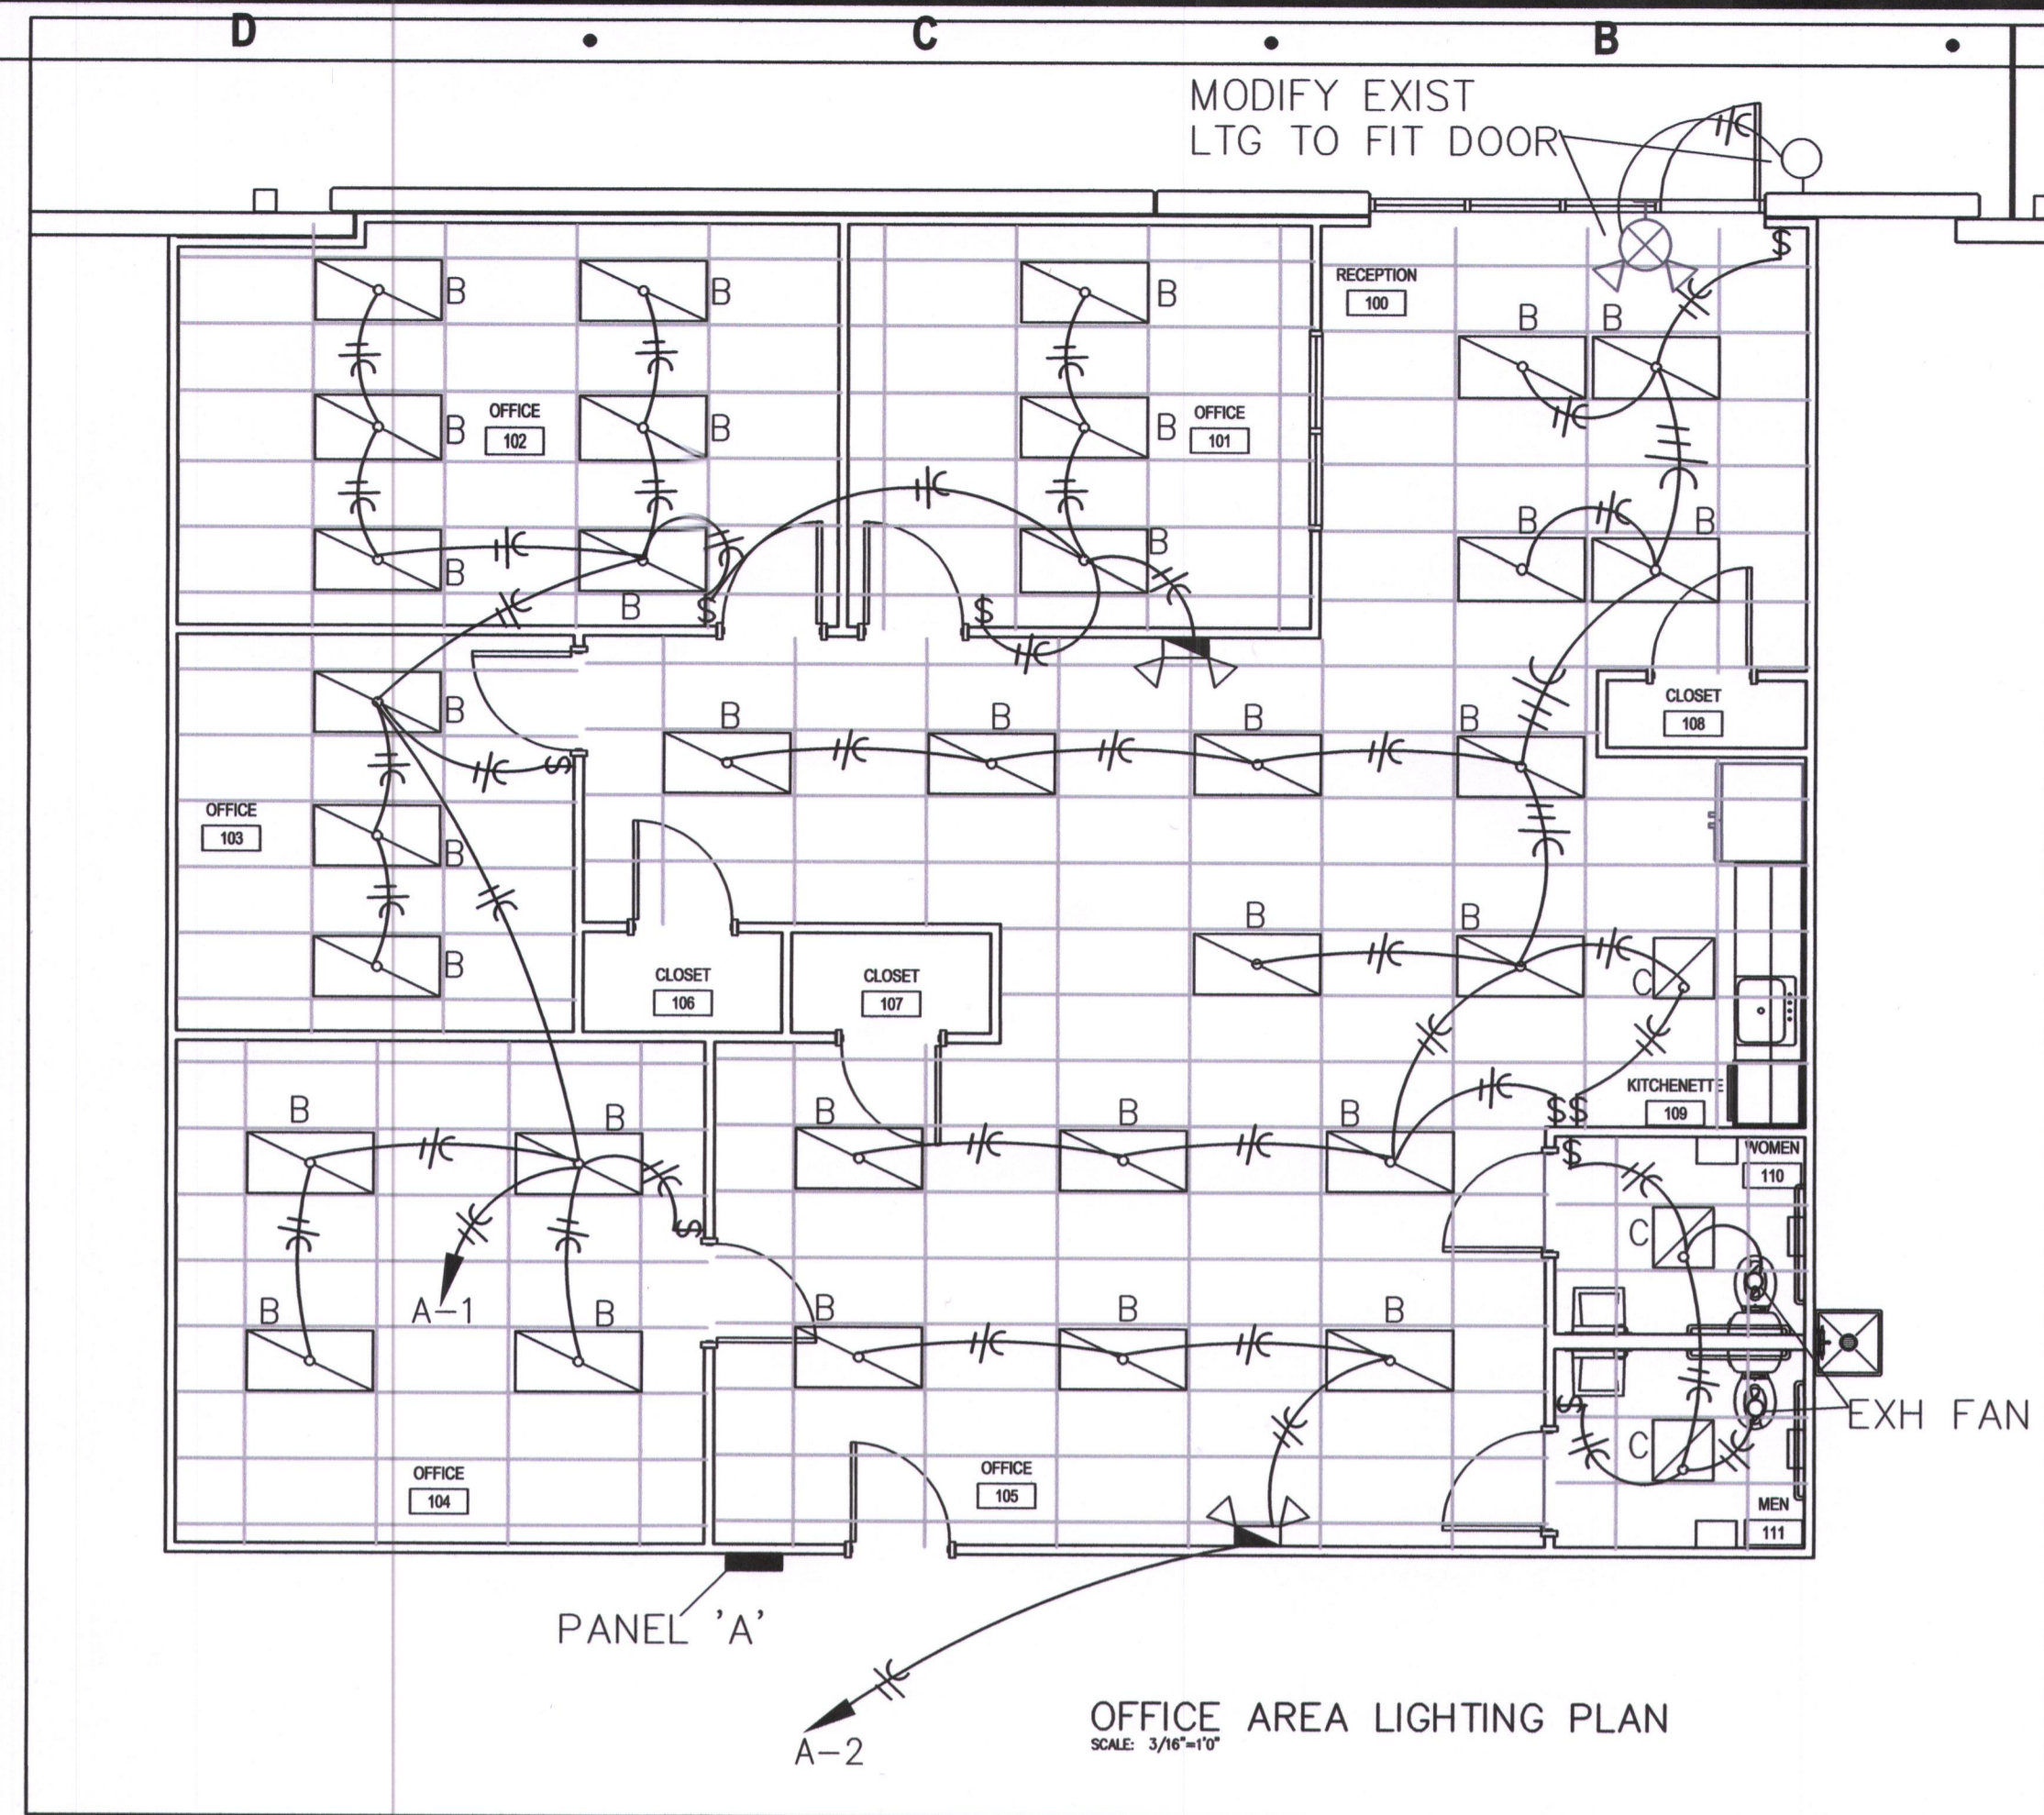 D C B
MODIFY EXIST
LTG TO FIT DOOR
RECEPTION
100
B B
B B
B B B
OFFICE
102
OFFICE
101
B B B
B B
B B B
B
CLOSET
108
B
B B B B
OFFICE
103
B
B B
B
CLOSET
106
CLOSET
107
C
KITCHENETTE
109
$$
$
WOMEN
110
B B B B B
C
A-1
B B B B B
EXH FAN
C
OFFICE
104
OFFICE
105
MEN
111
PANEL 'A'
A-2
OFFICE AREA LIGHTING PLAN
SCALE: 3/16"=1'0"